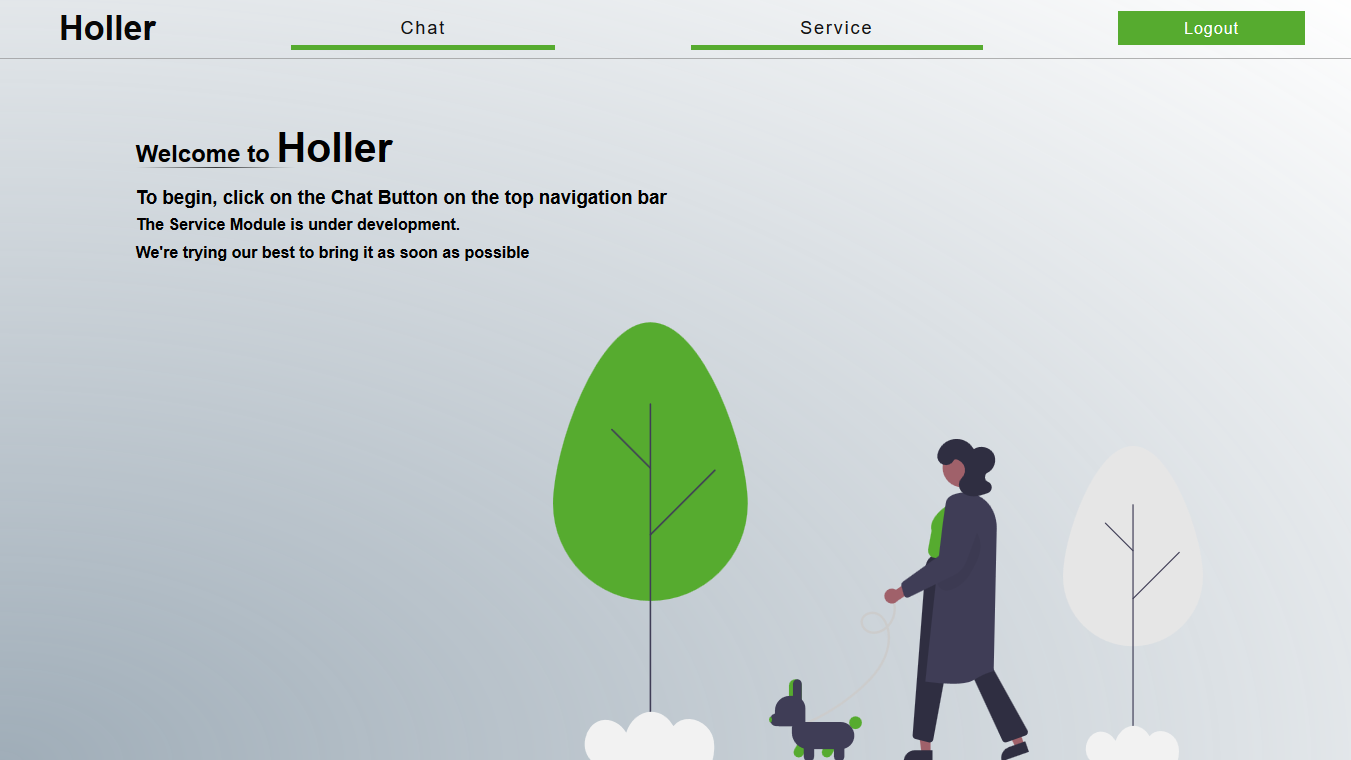 Holler
Chat
Service
Logout
Welcome to Holler
To begin, click on the Chat Button on the top navigation bar
The Service Module is under development.
We're trying our best to bring it as soon as possible